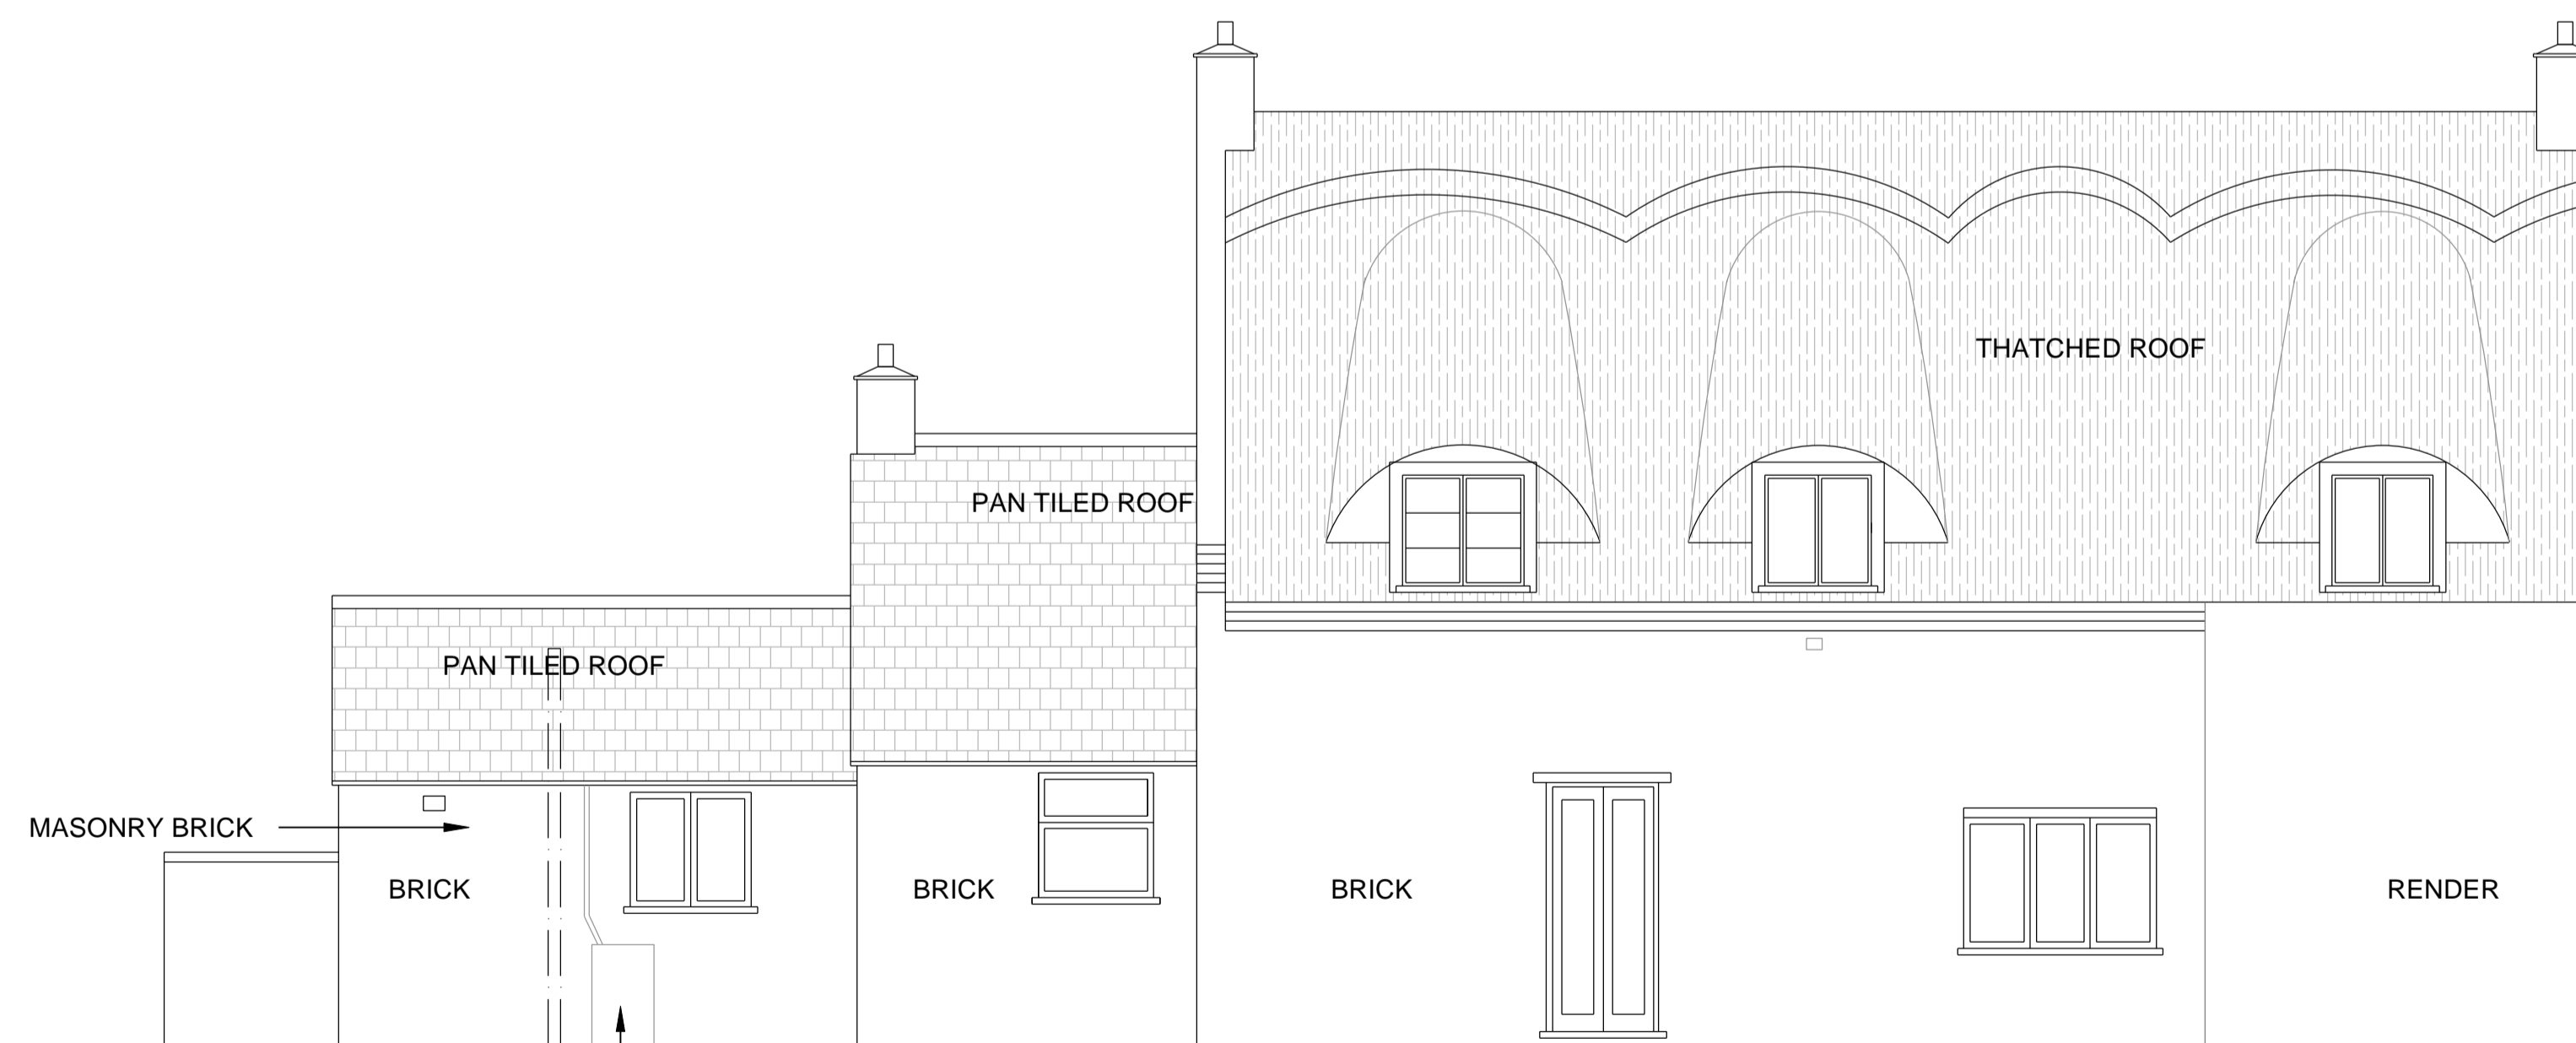 THATCHED ROOF
PAN TILED ROOF
PAN TILED ROOF
MASONRY BRICK
BRICK
BRICK
BRICK
RENDER